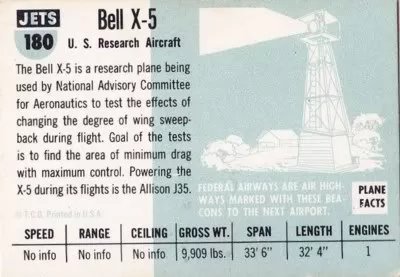 JETS
180
Bell X-5
U. S. Research Aircraft
The Bell X-5 is a research plane being
used by National Advisory Committee
for Aeronautics to test the effects of
changing the degree of wing sweep-
back during flight. Goal of the tests
is to find the area of minimum drag
with maximum control. Powering the
X-5 during its flights is the Allison J35.
© T.C.G. Printed in U.S.A.
FEDERAL AIRWAYS ARE AIR HIGH-
WAYS MARKED WITH THESE BEA-
CONS TO THE NEXT AIRPORT.
PLANE
FACTS
SPEED RANGE CEILING GROSS WT. SPAN LENGTH ENGINES
No info No info No info 9,909 lbs. 33' 6" 32' 4" 1